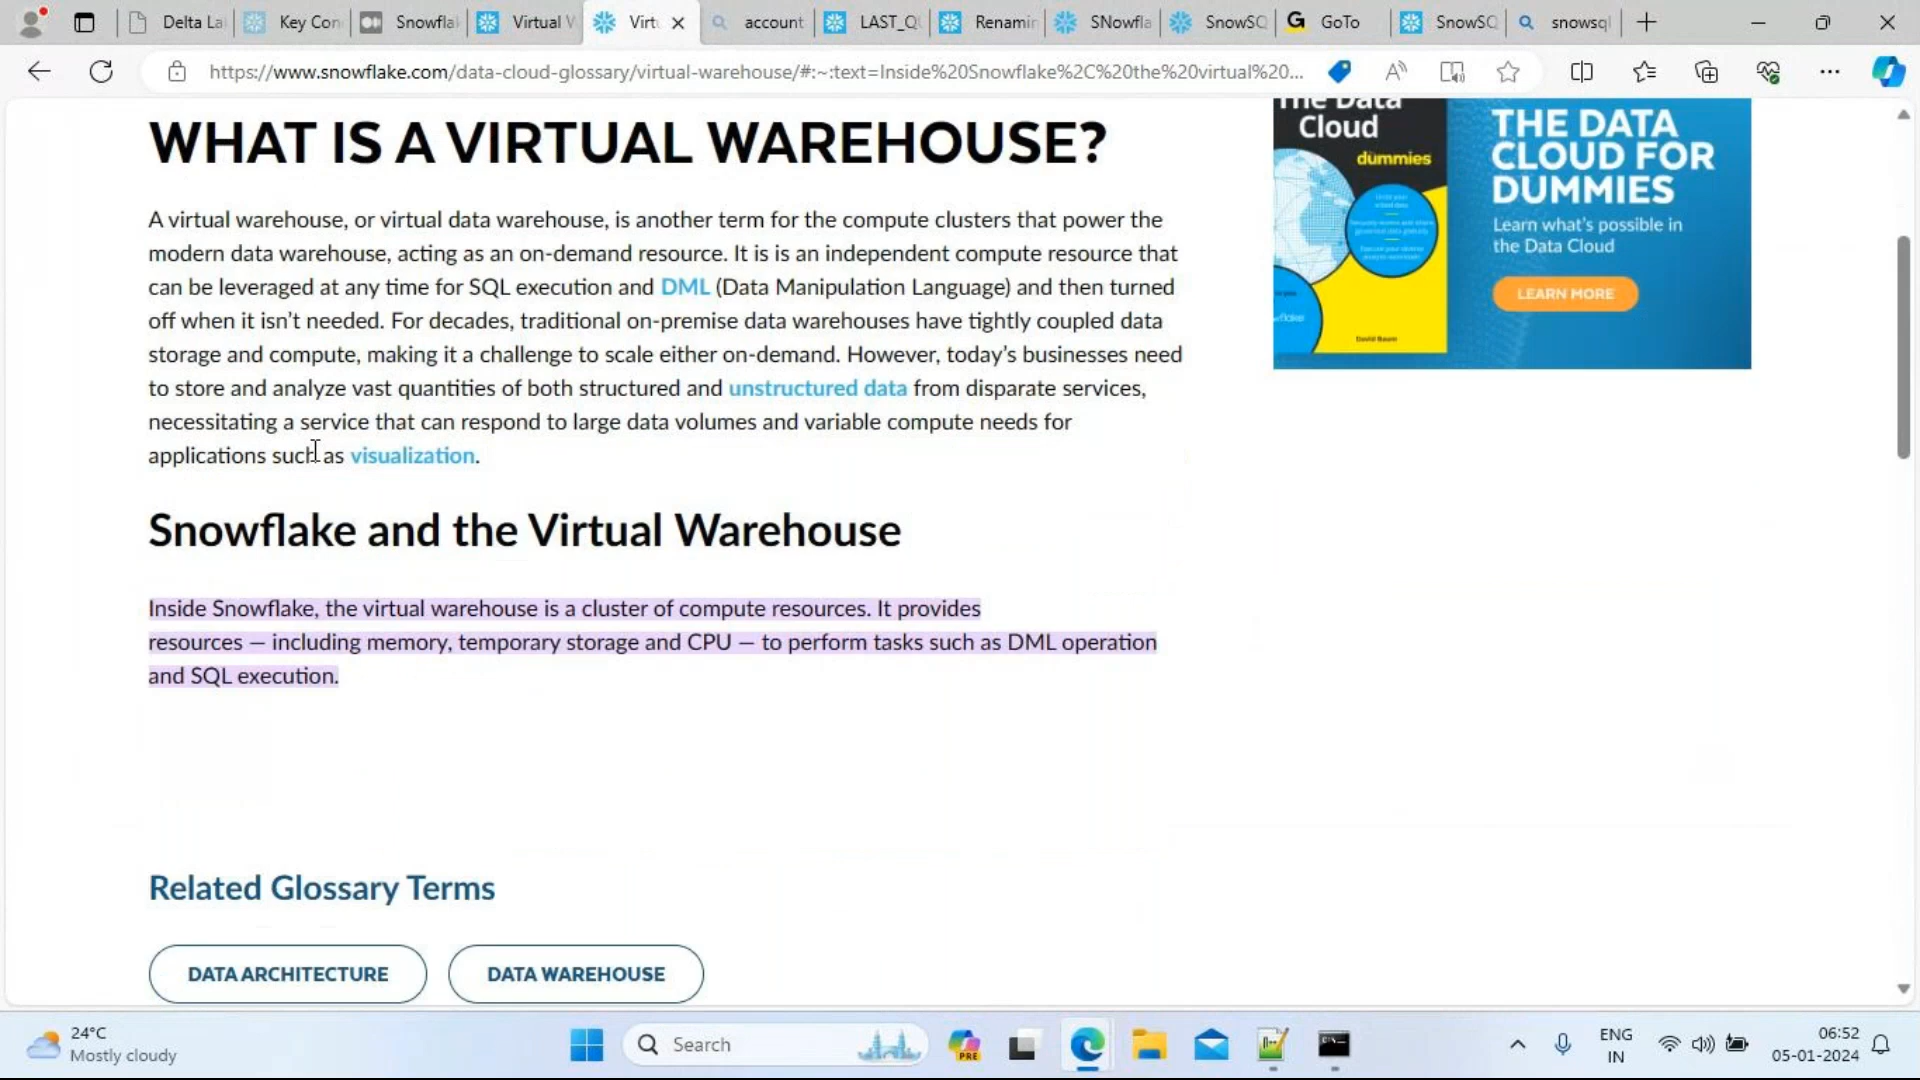 Delta La
Key Con
Snowfla
Virtual W
Virtu
account
LAST_QU
Renamin
SNowfla
SnowSQ
GoTo
SnowSQ
snowsql
https://www.snowflake.com/data-cloud-glossary/virtual-warehouse/#:~:text=Inside%20Snowflake%2C%20the%20virtual%20...
WHAT IS A VIRTUAL WAREHOUSE?
A virtual warehouse, or virtual data warehouse, is another term for the compute clusters that power the
modern data warehouse, acting as an on-demand resource. It is is an independent compute resource that
can be leveraged at any time for SQL execution and DML (Data Manipulation Language) and then turned
off when it isn't needed. For decades, traditional on-premise data warehouses have tightly coupled data
storage and compute, making it a challenge to scale either on-demand. However, today's businesses need
to store and analyze vast quantities of both structured and unstructured data from disparate services,
necessitating a service that can respond to large data volumes and variable compute needs for
applications such as visualization.
The Data
Cloud
dummies
David Baum
THE DATA
CLOUD FOR
DUMMIES
Learn what's possible in
the Data Cloud
LEARN MORE
Snowflake and the Virtual Warehouse
Inside Snowflake, the virtual warehouse is a cluster of compute resources. It provides
resources — including memory, temporary storage and CPU — to perform tasks such as DML operation
and SQL execution.
Related Glossary Terms
DATA ARCHITECTURE
DATA WAREHOUSE
24°C
Mostly cloudy
Search
PRE
ENG
IN
06:52
05-01-2024